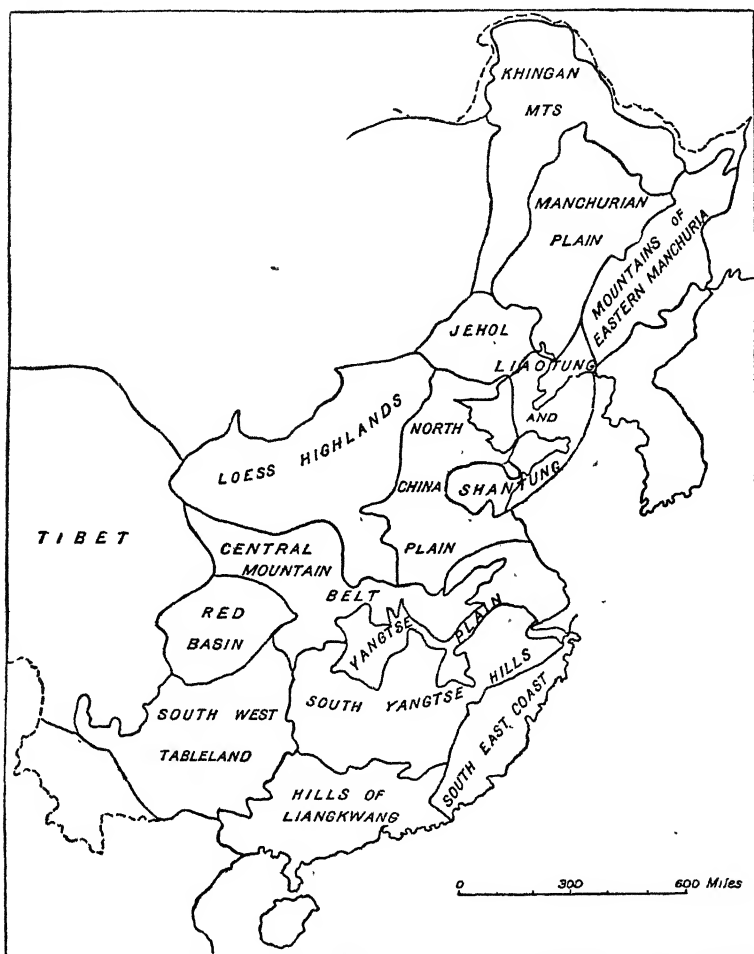 KHINGAN
MTS
MANCHURIAN
PLAIN
MOUNTAINS OF
EASTERN MANCHURIA
JEHOL
LIAOTUNG
AND
SHANTUNG
NORTH
CHINA
PLAIN
LOESS HIGHLANDS
TIBET
CENTRAL
MOUNTAIN
BELT
RED
BASIN
YANGTSE
PLAIN
SOUTH YANGTSE HILLS
SOUTH WEST
TABLELAND
SOUTH EAST COAST
HILLS OF
LIANGKWANG
0 300 600 Miles